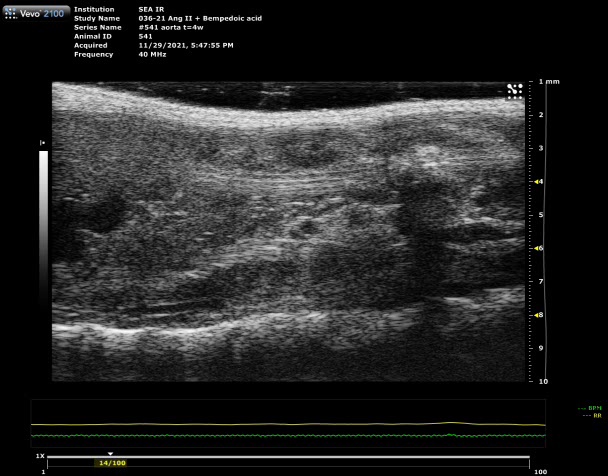 Vevo 2100
Institution SEA IR
Study Name 036-21 Ang II + Bempedoic acid
Series Name #541 aorta t=4w
Animal ID 541
Acquired 11/29/2021, 5:47:55 PM
Frequency 40 MHz
1 mm
2
3
4
5
6
7
8
9
10
BPM
RR
1X
14/100
1 100